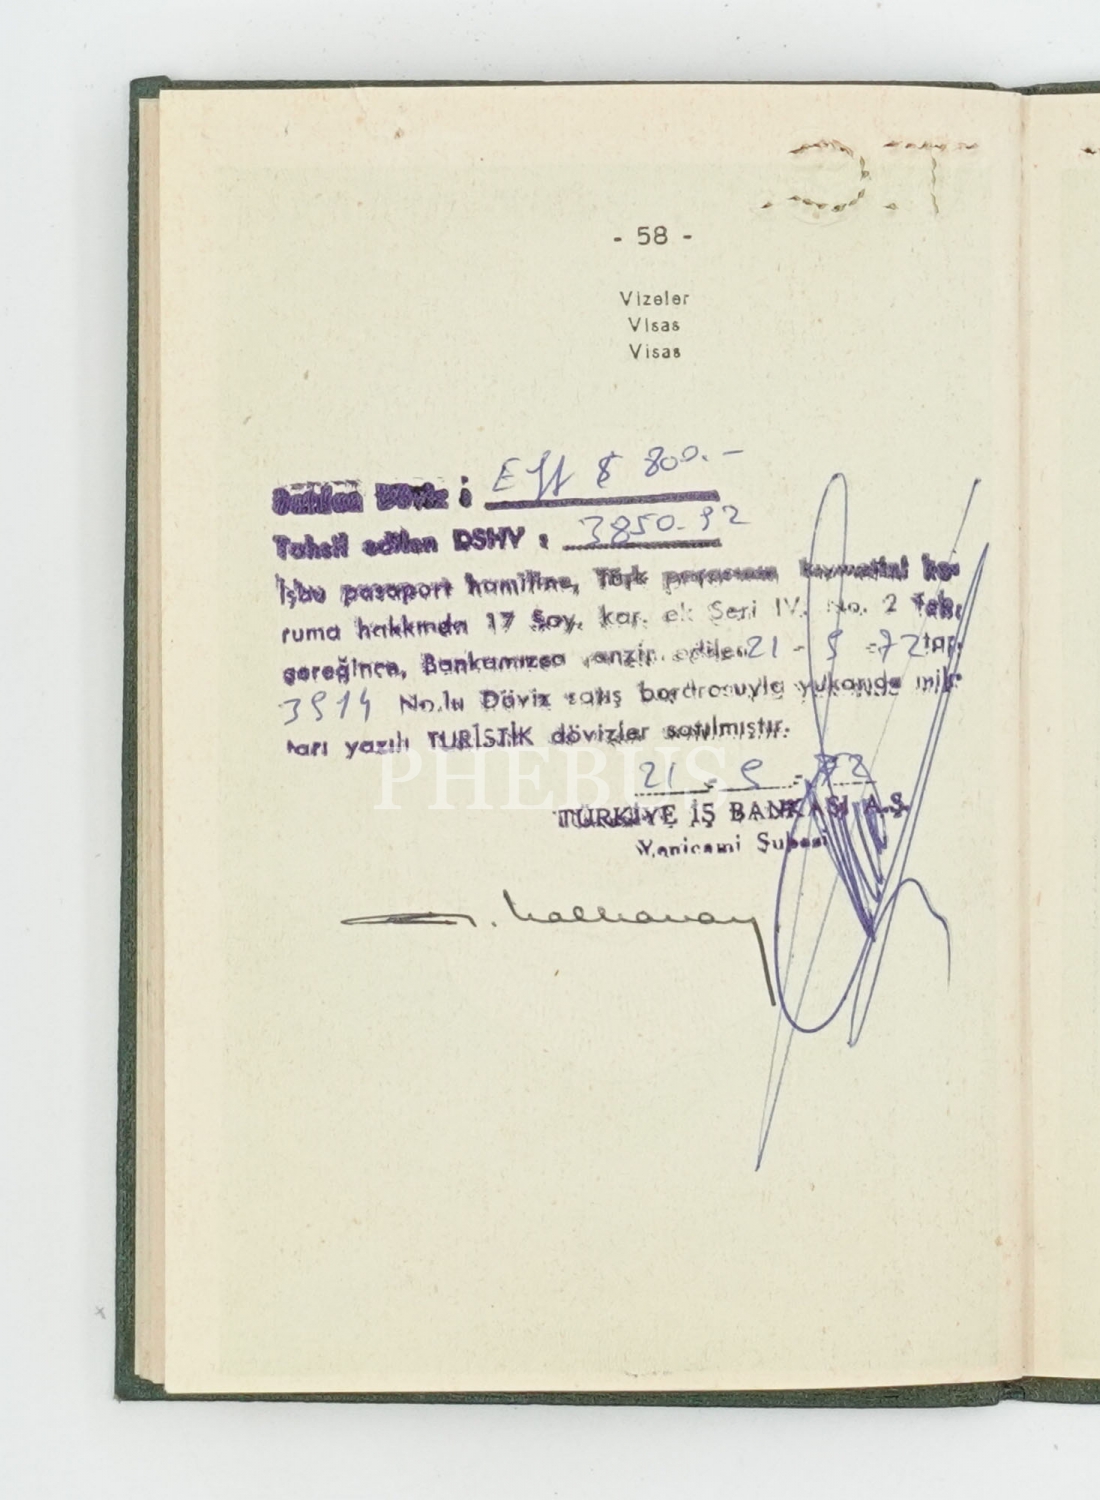 T.C.
- 58 -
Vizeler
Visas
Visas
Satılan Döviz : Eff $ 800.-
Tahsil edilen DSHV : 3850.92
İşbu pasaport hamiline, Türk parasının kıymetini ko-
ruma hakkında 17 Say. kar. ek Seri IV. No. 2 Teb.
gereğince, Bankamızca tanzim edilen 21 - 9 - 72 tar.
3914 No.lu Döviz satış bordrosuyla yukarıda mik-
tarı yazılı TURİSTİK dövizler satılmıştır.
21 - 9 - 72
TÜRKİYE İŞ BANKASI A.Ş.
Yenicami Şubesi
PHEBUS